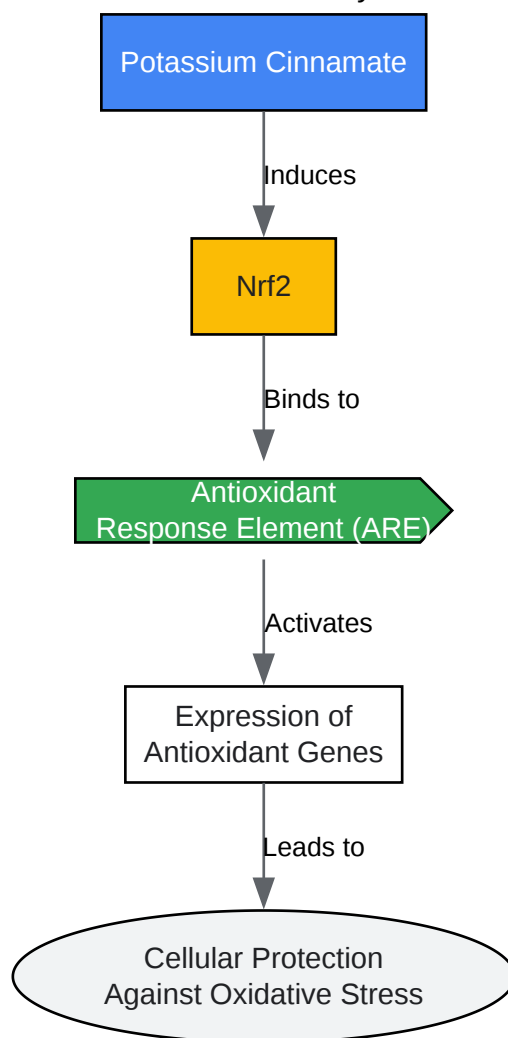 Potassium Cinnamate
Induces
Nrf2
Binds to
Antioxidant
Response Element (ARE)
Activates
Expression of
Antioxidant Genes
Leads to
Cellular Protection
Against Oxidative Stress